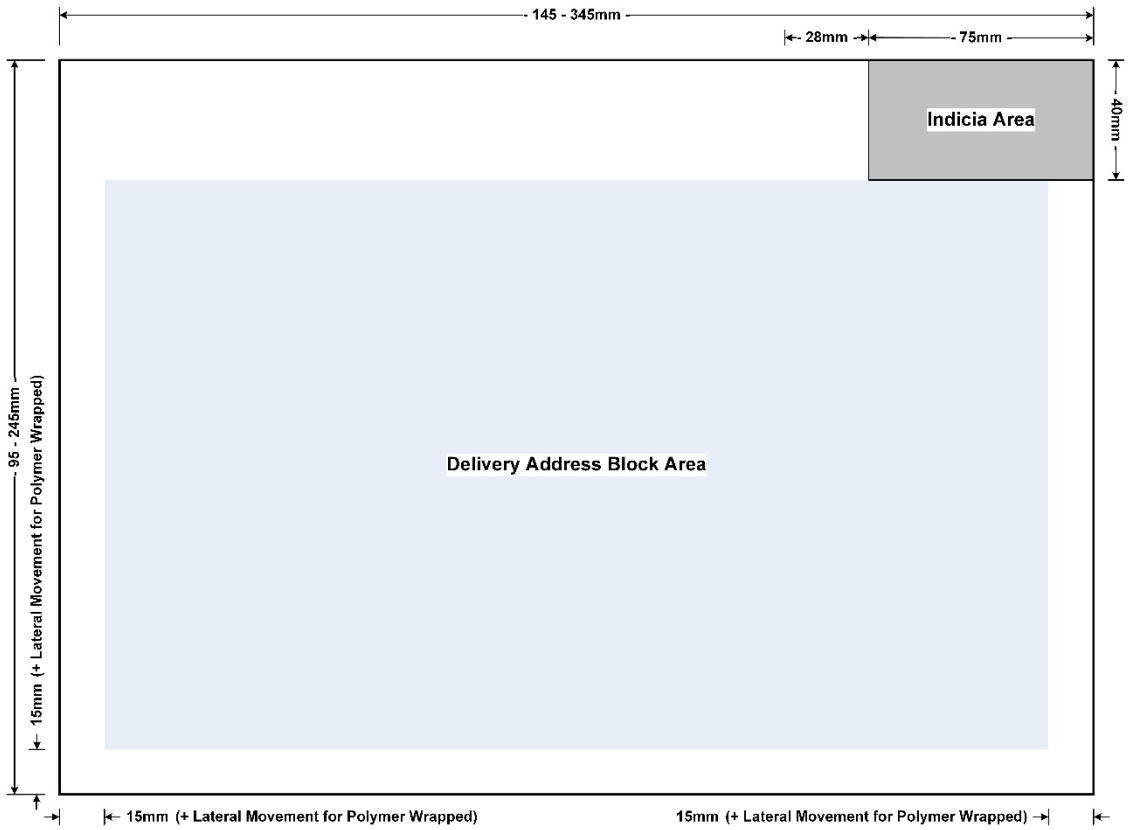 - 145 - 345mm -
- 28mm -
- 75mm -
Indicia Area
- 40mm -
- 95 - 245mm -
15mm (+ Lateral Movement for Polymer Wrapped)
Delivery Address Block Area
15mm (+ Lateral Movement for Polymer Wrapped)
15mm (+ Lateral Movement for Polymer Wrapped)